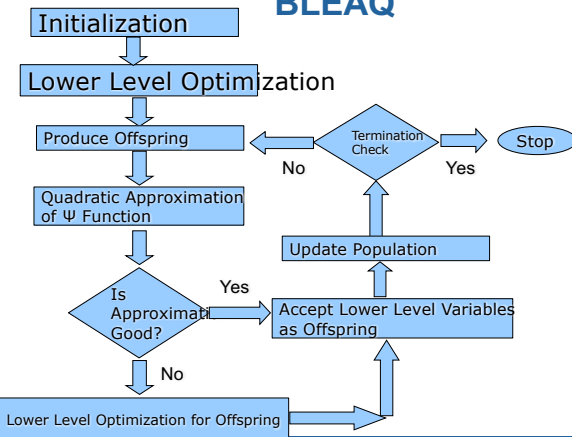 BLEAQ
Initialization
Lower Level Optimization
Produce Offspring
Termination
Check
Stop
No
Yes
Quadratic Approximation
of Ψ Function
Update Population
Is
Approximati
Good?
Yes
Accept Lower Level Variables
as Offspring
No
Lower Level Optimization for Offspring